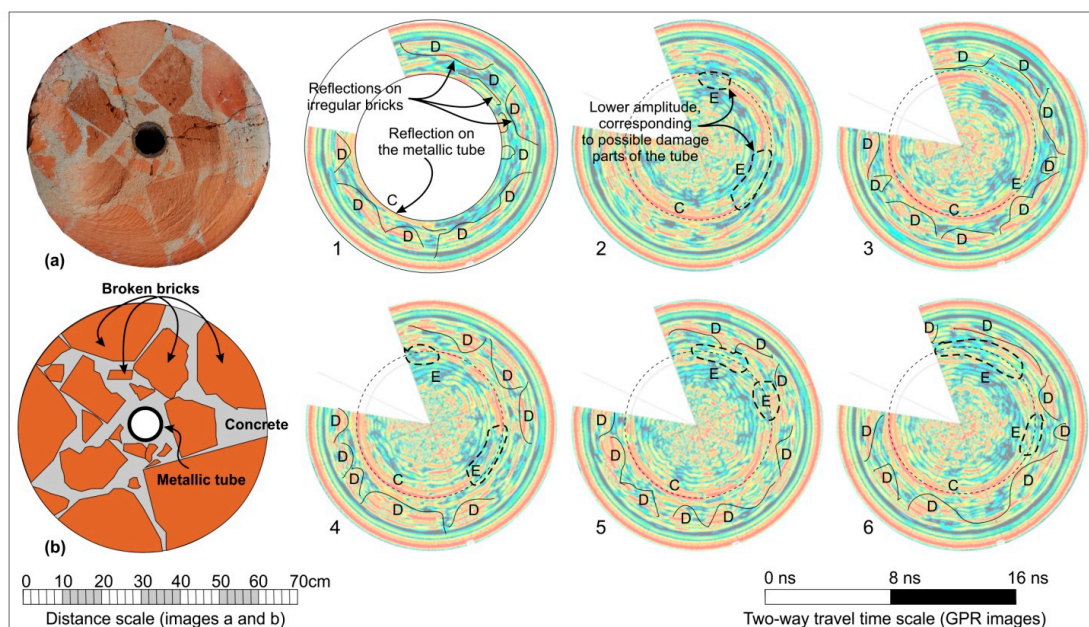 (a)
Broken bricks
Concrete
Metallic tube
(b)
0 10 20 30 40 50 60 70cm
Distance scale (images a and b)
D
Reflections on
irregular bricks
D
D
Reflection on
the metallic tube
D
D
D
D
C
D
D
1
E
Lower amplitude,
corresponding
to possible damage
parts of the tube
E
C
2
D
D
D
D
E
C
D
D
D
3
D
D
E
D
D
D
E
C
D
D
4
D
D
E
D
E
D
D
C
D
D
D
5
D
D
E
D
D
E
D
C
D
D
6
0 ns 8 ns 16 ns
Two-way travel time scale (GPR images)